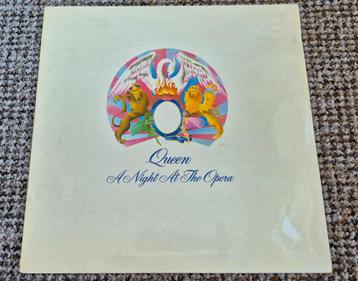 Queen
A Night At The Opera